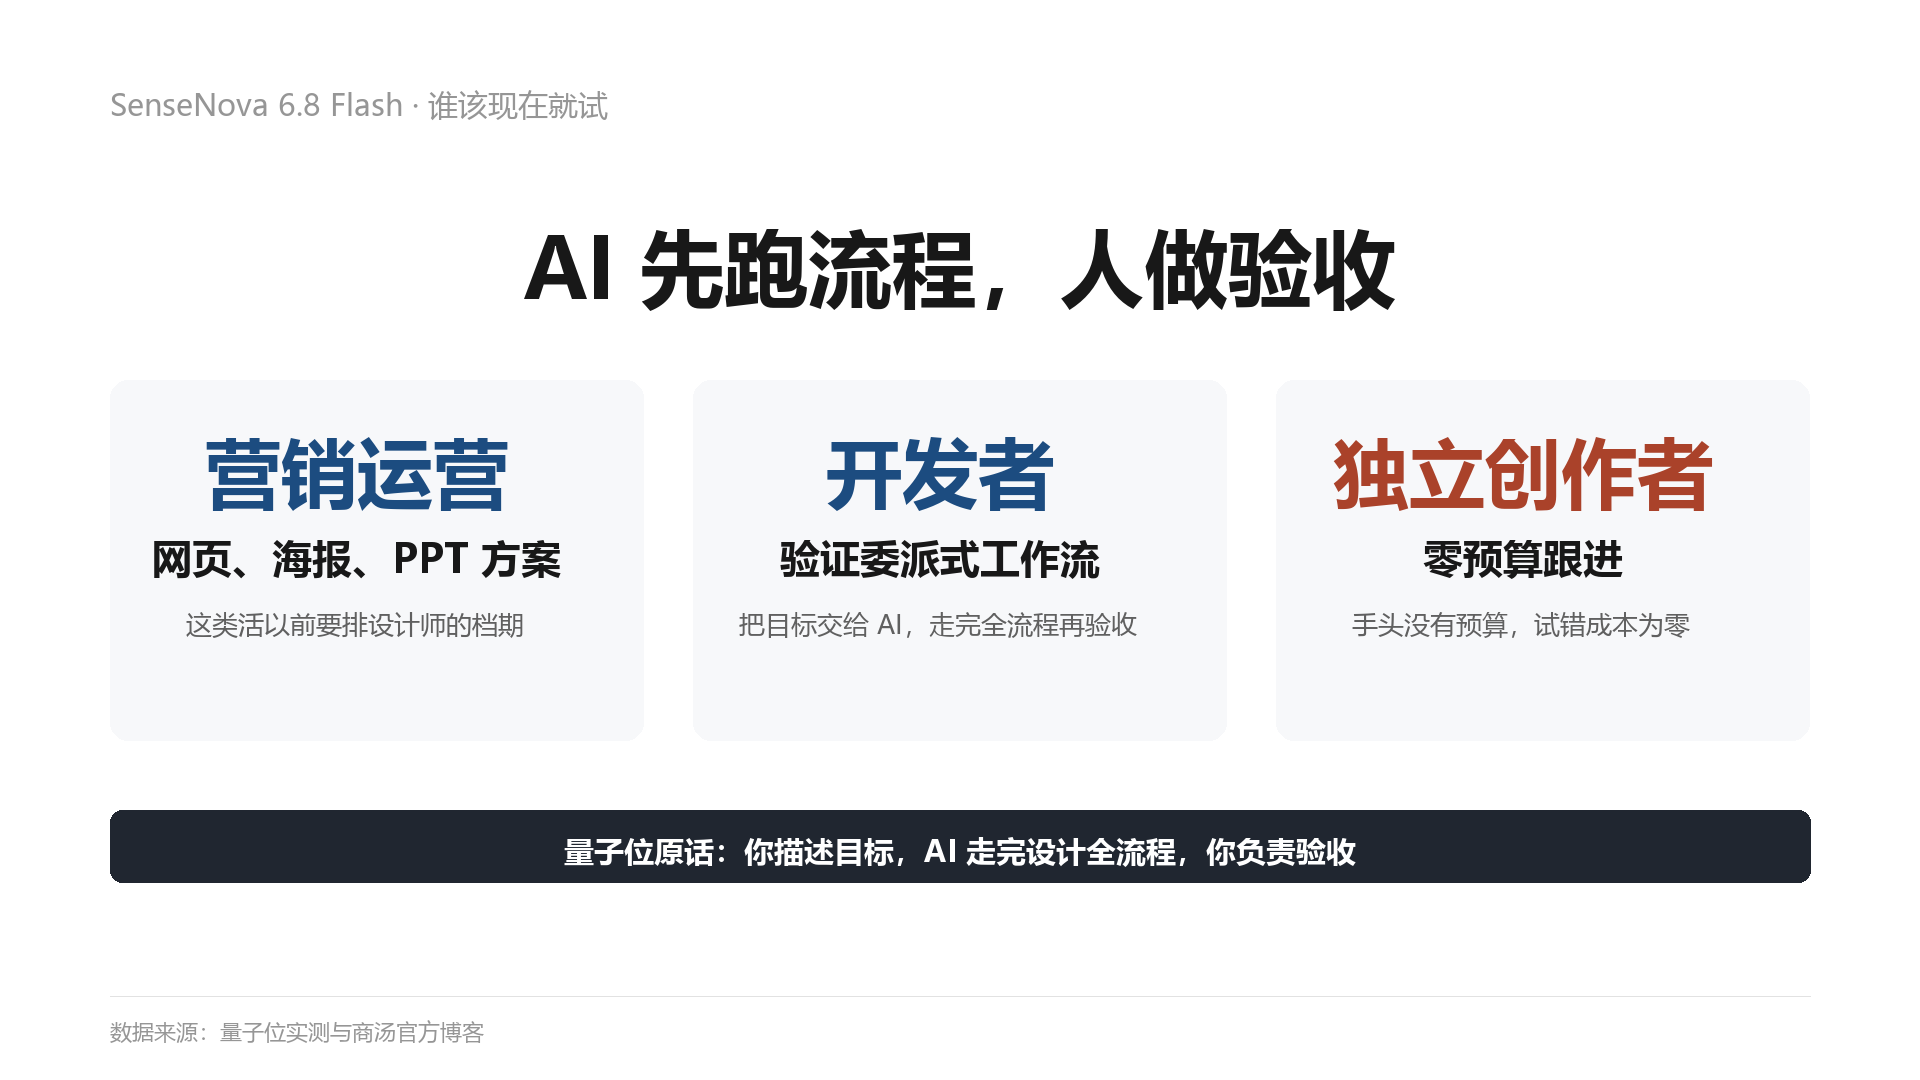 SenseNova 6.8 Flash · 谁该现在就试
AI 先跑流程，人做验收
营销运营
网页、海报、PPT 方案
这类活以前要排设计师的档期
开发者
验证委派式工作流
把目标交给 AI，走完全流程再验收
独立创作者
零预算跟进
手头没有预算，试错成本为零
量子位原话：你描述目标，AI 走完设计全流程，你负责验收
数据来源：量子位实测与商汤官方博客